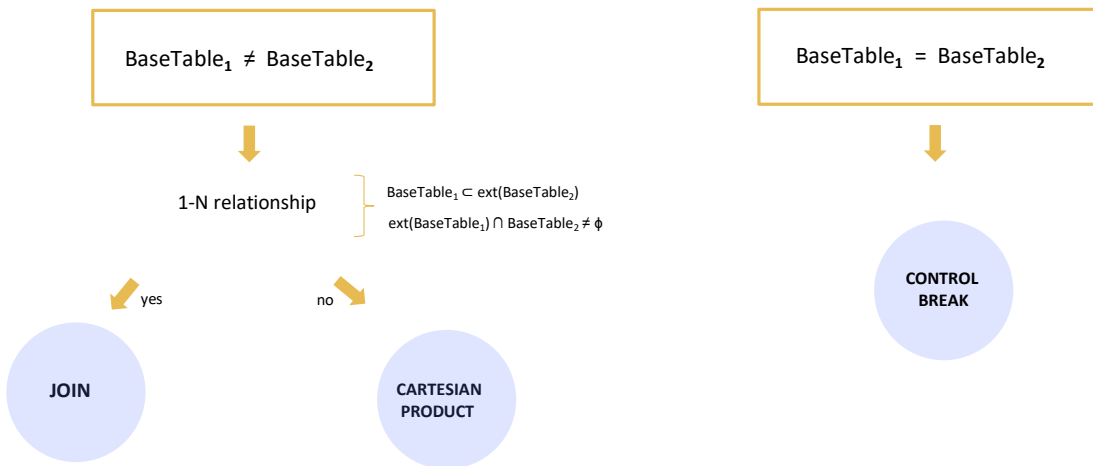 BaseTable₁ ≠ BaseTable₂
BaseTable₁ = BaseTable₂
1-N relationship
BaseTable₁ ⊂ ext(BaseTable₂)
ext(BaseTable₁) ∩ BaseTable₂ ≠ ϕ
yes
no
CONTROL
BREAK
JOIN
CARTESIAN
PRODUCT